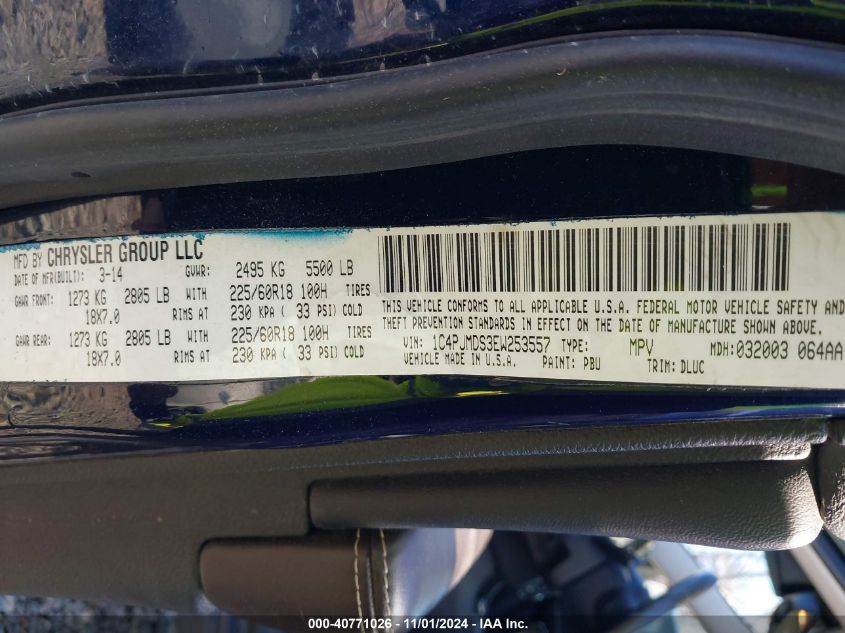 MFD BY CHRYSLER GROUP LLC
DATE OF MFR(BUILT): 3-14 GVWR: 2495 KG 5500 LB
GAWR FRONT: 1273 KG 2805 LB WITH 225/60R18 100H TIRES
18X7.0 RIMS AT 230 KPA ( 33 PSI) COLD
GAWR REAR: 1273 KG 2805 LB WITH 225/60R18 100H TIRES
18X7.0 RIMS AT 230 KPA ( 33 PSI) COLD
THIS VEHICLE CONFORMS TO ALL APPLICABLE U.S.A. FEDERAL MOTOR VEHICLE SAFETY AND
THEFT PREVENTION STANDARDS IN EFFECT ON THE DATE OF MANUFACTURE SHOWN ABOVE.
VIN: 1C4PJMDS3EW253557 TYPE: MPV MDH:032003 064AA
VEHICLE MADE IN U.S.A. PAINT: PBU TRIM: DLUC
000-40771026 - 11/01/2024 - IAA Inc.